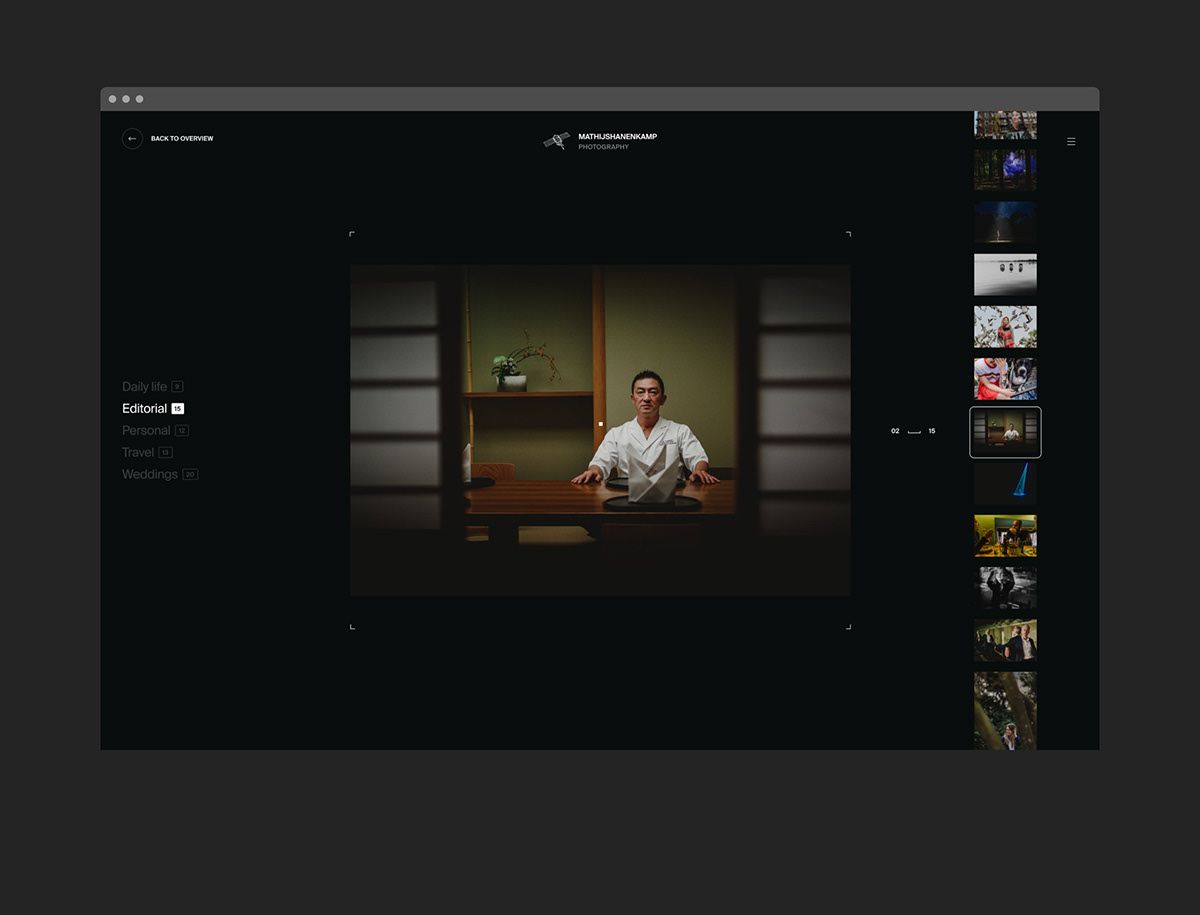 BACK TO OVERVIEW
MATHIJSHANENKAMP
PHOTOGRAPHY
Daily life 9
Editorial 15
Personal 12
Travel 13
Weddings 20
02 15